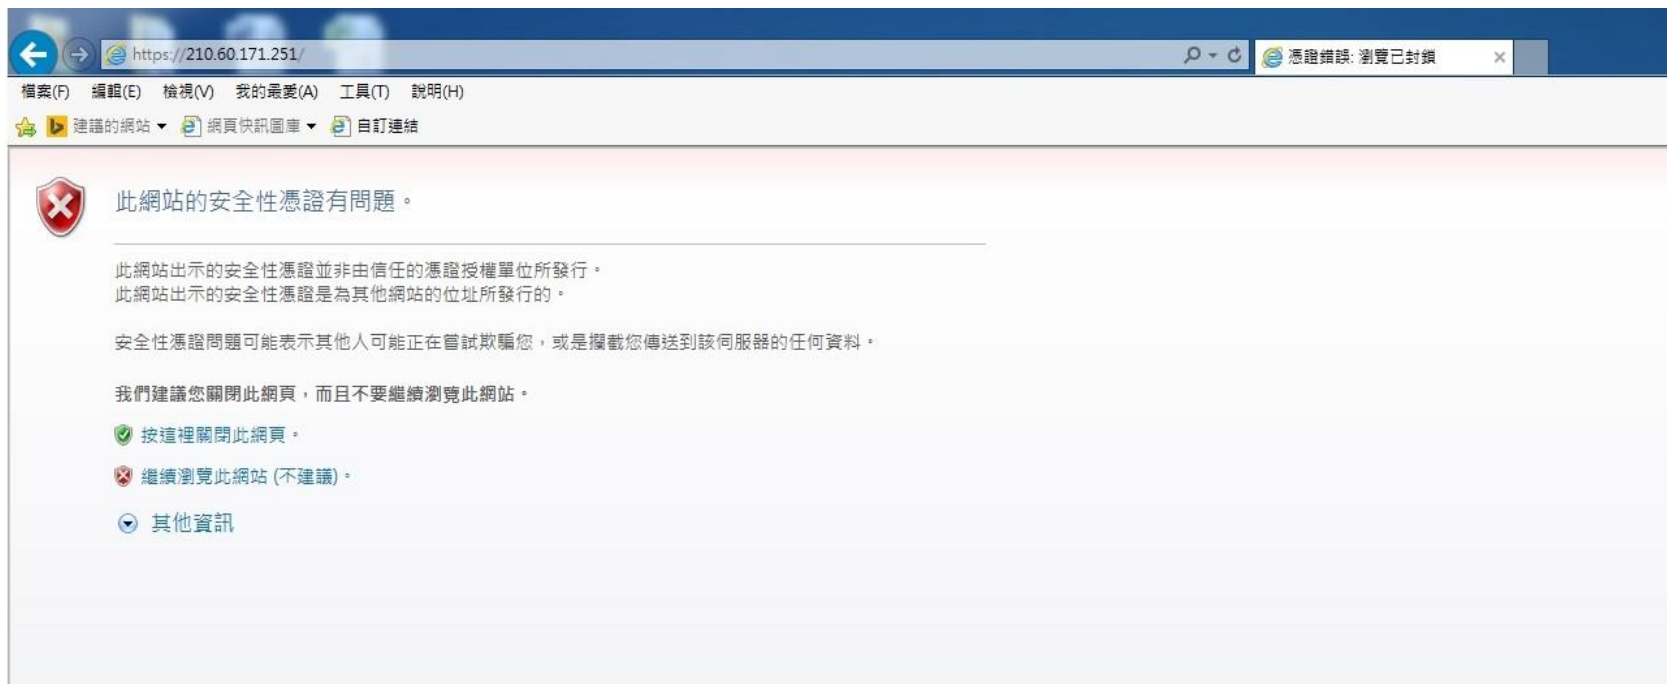 https://210.60.171.251/
憑證錯誤: 瀏覽已封鎖
檔案(F) 編輯(E) 檢視(V) 我的最愛(A) 工具(T) 說明(H)
建議的網站 網頁快訊圖庫 自訂連結
此網站的安全性憑證有問題。
此網站出示的安全性憑證並非由信任的憑證授權單位所發行。
此網站出示的安全性憑證是為其他網站的位址所發行的。
安全性憑證問題可能表示其他人可能正在嘗試欺騙您，或是攔截您傳送到該伺服器的任何資料。
我們建議您關閉此網頁，而且不要繼續瀏覽此網站。
按這裡關閉此網頁。
繼續瀏覽此網站 (不建議)。
其他資訊